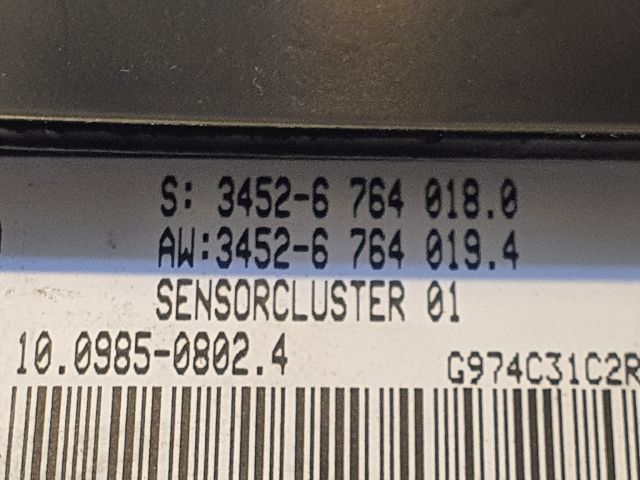 S: 3452-6 764 018.0
AW:3452-6 764 019.4
SENSORCLUSTER 01
10.0985-0802.4
G974C31C2R